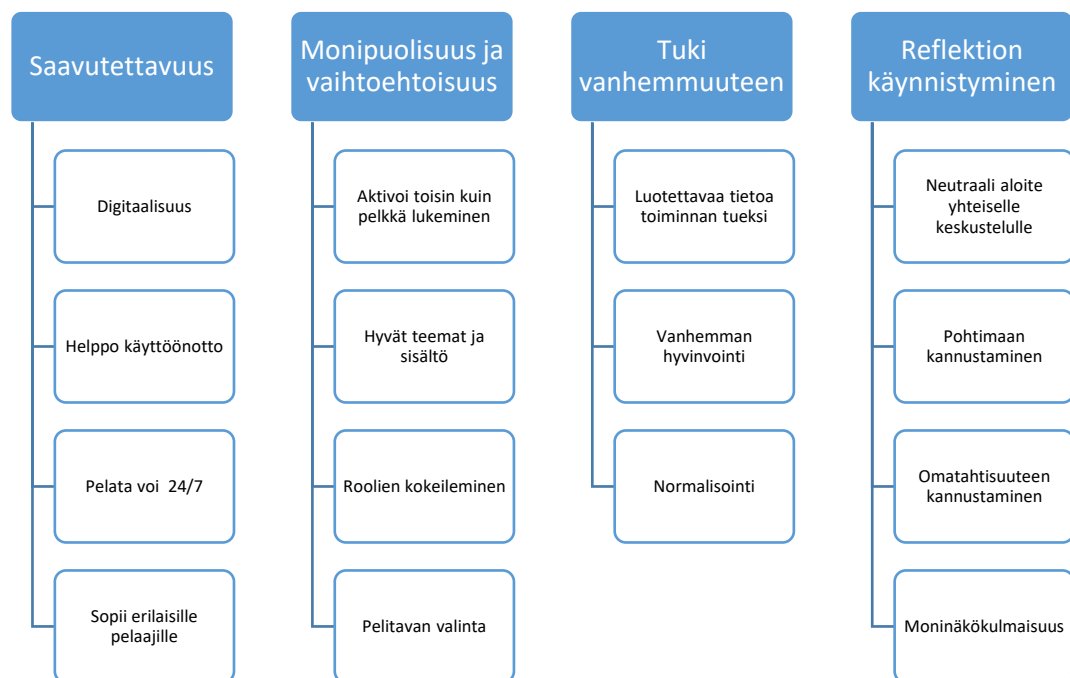 Saavutettavuus
Digitaalisuus
Helppo käyttöönotto
Pelata voi 24/7
Sopii erilaisille
pelaajille
Monipuolisuus ja
vaihtoehtoisuus
Aktivoi toisin kuin
pelkkä lukeminen
Hyvät teemat ja
sisältö
Roolien kokeileminen
Pelitavan valinta
Tuki
vanhemmuuteen
Luotettavaa tietoa
toiminnan tueksi
Vanhemman
hyvinvointi
Normalisointi
Reflektion
käynnistyminen
Neutraali aloite
yhteiselle
keskustelulle
Pohtimaan
kannustaminen
Omatahtisuuteen
kannustaminen
Moninäkökulmaisuus